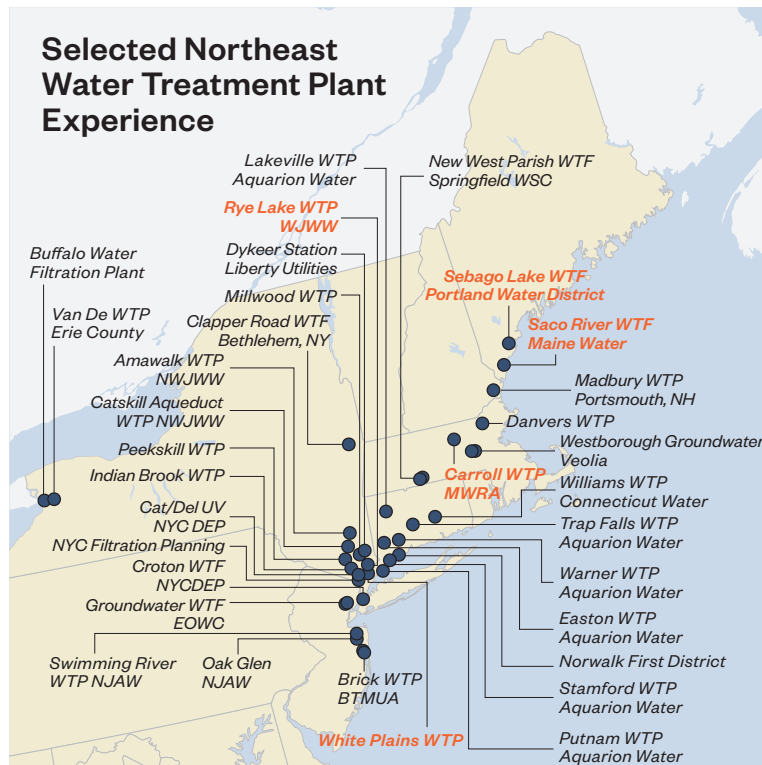 Selected Northeast
Water Treatment Plant
Experience
Lakeville WTP
Aquarion Water
New West Parish WTF
Springfield WSC
Rye Lake WTP
WJWW
Buffalo Water
Filtration Plant
Dykeer Station
Liberty Utilities
Sebago Lake WTF
Portland Water District
Millwood WTP
Van De WTP
Erie County
Clapper Road WTF
Bethlehem, NY
Saco River WTF
Maine Water
Amawalk WTP
NWJWW
Madbury WTP
Portsmouth, NH
Catskill Aqueduct
WTP NWJWW
Danvers WTP
Peekskill WTP
Westborough Groundwater
Veolia
Indian Brook WTP
Carroll WTP
MWRA
Williams WTP
Connecticut Water
Cat/Del UV
NYC DEP
Trap Falls WTP
Aquarion Water
NYC Filtration Planning
Croton WTF
NYCDEP
Warner WTP
Aquarion Water
Groundwater WTF
EOWC
Easton WTP
Aquarion Water
Swimming River
WTP NJAW
Oak Glen
NJAW
Brick WTP
BTMUA
Norwalk First District
Stamford WTP
Aquarion Water
White Plains WTP
Putnam WTP
Aquarion Water